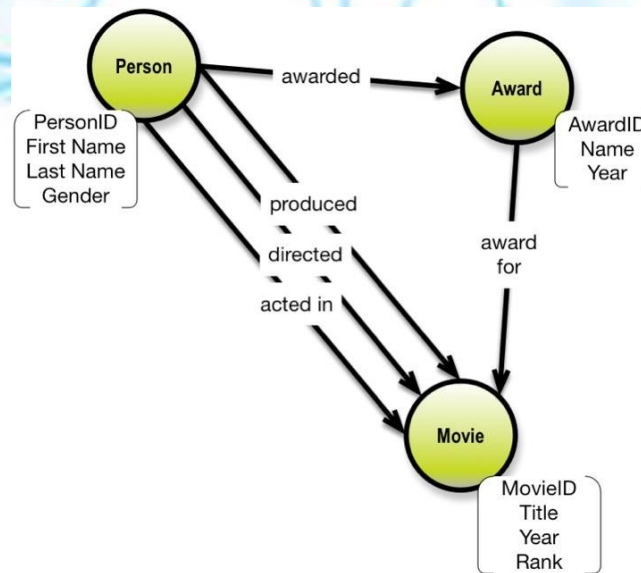 Person
awarded
Award
PersonID
First Name
Last Name
Gender
AwardID
Name
Year
produced
directed
acted in
award
for
Movie
MovieID
Title
Year
Rank